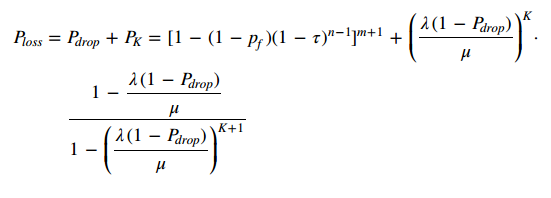 P_loss = P_drop + P_K = [1 − (1 − p_f)(1 − τ)^{n−1}]^{m+1} + (λ(1 − P_drop)/μ)^K ·
(1 − λ(1 − P_drop)/μ)/(1 − (λ(1 − P_drop)/μ)^{K+1})